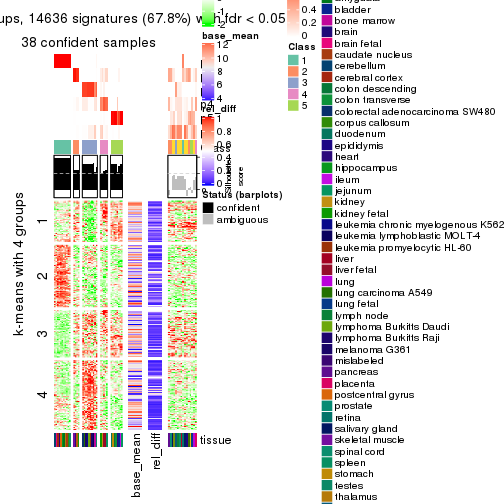 ups, 14636 signatures (67.8%) with fdr < 0.05
38 confident samples
k-means with 4 groups
1
2
3
4
base_mean
rel_diff
tissue
-2
base_mean
12
10
8
6
4
2
rel_diff
1
0.8
0.6
0.4
0.2
0
Silhouette
score
Status (barplots)
confident
ambiguous
0.4
0.2
0
Class
1
2
3
4
5
bladder
bone marrow
brain
brain fetal
caudate nucleus
cerebellum
cerebral cortex
colon descending
colon transverse
colorectal adenocarcinoma SW480
corpus callosum
duodenum
epididymis
heart
hippocampus
ileum
jejunum
kidney
kidney fetal
leukemia chronic myelogenous K562
leukemia lymphoblastic MOLT-4
leukemia promyelocytic HL-60
liver
liver fetal
lung
lung carcinoma A549
lung fetal
lymph node
lymphoma Burkitts Daudi
lymphoma Burkitts Raji
melanoma G361
mislabeled
pancreas
placenta
postcentral gyrus
prostate
retina
salivary gland
skeletal muscle
spinal cord
spleen
stomach
testes
thalamus